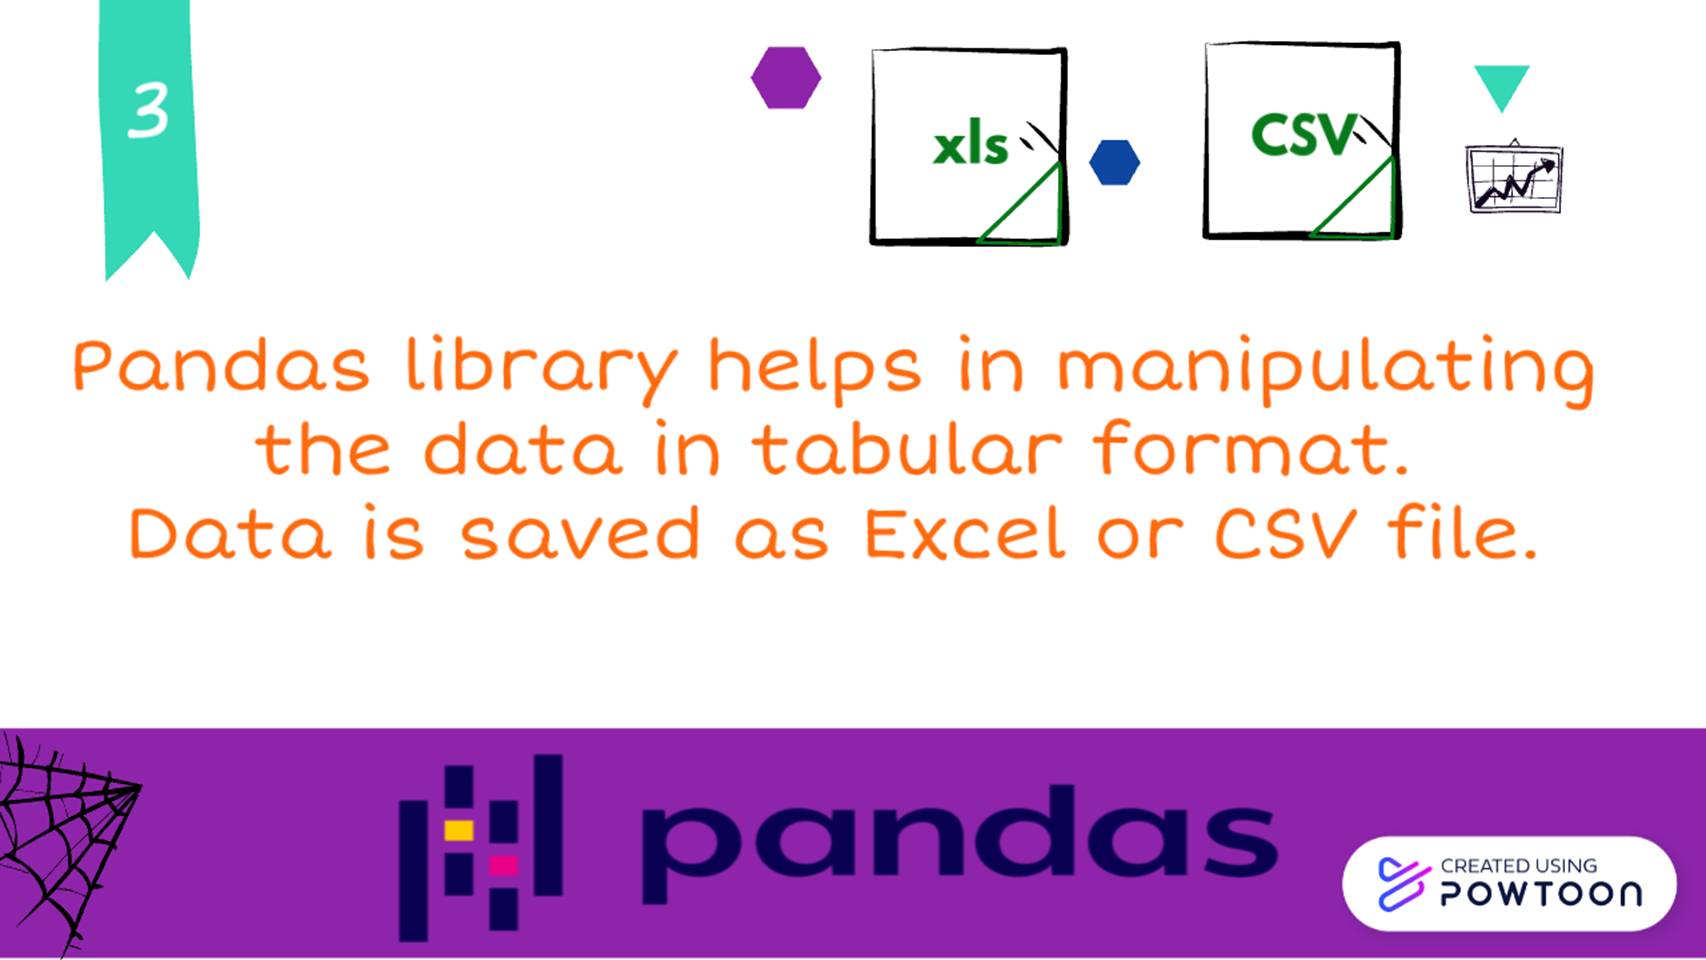 3
xls
CSV
Pandas library helps in manipulating
the data in tabular format.
Data is saved as Excel or CSV file.
pandas
CREATED USING
POWTOON